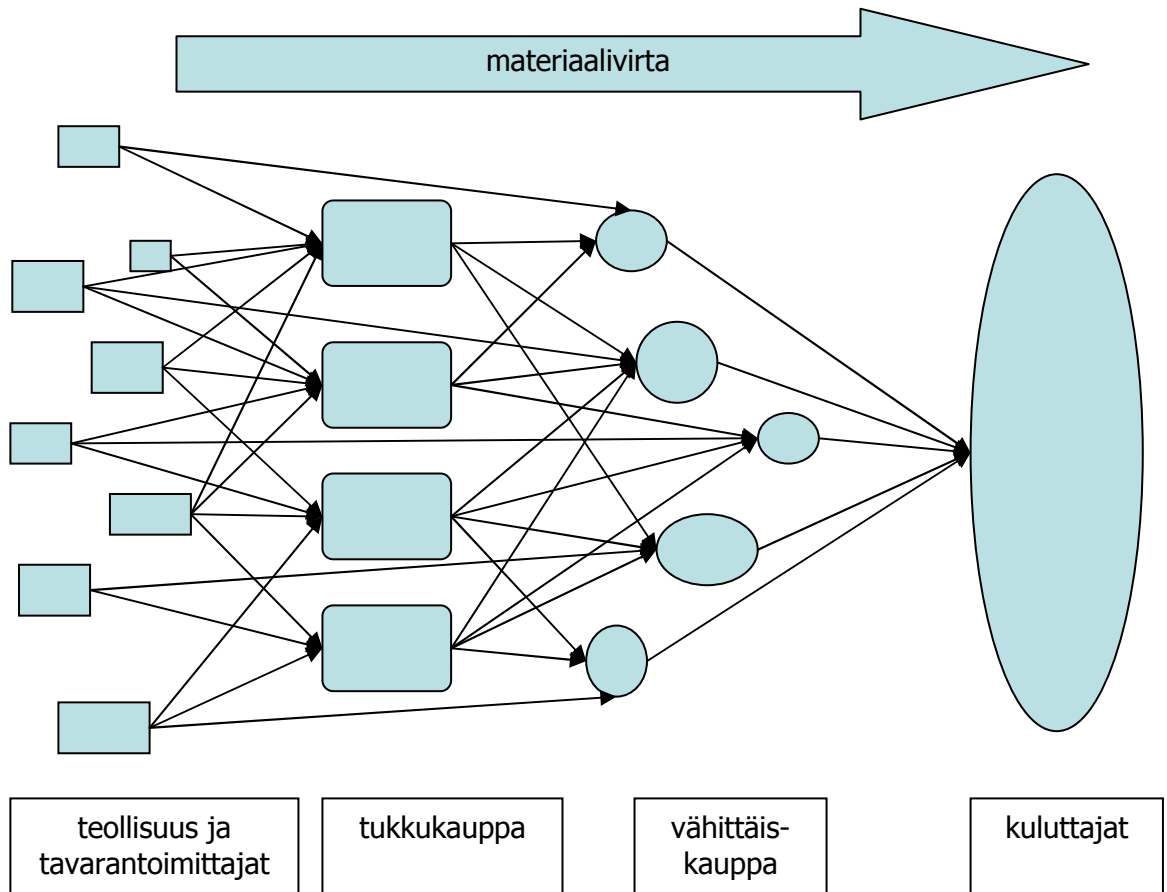 materiaalivirta
teollisuus ja
tavarantoimittajat
tukkukauppa
vähittäis-
kauppa
kuluttajat